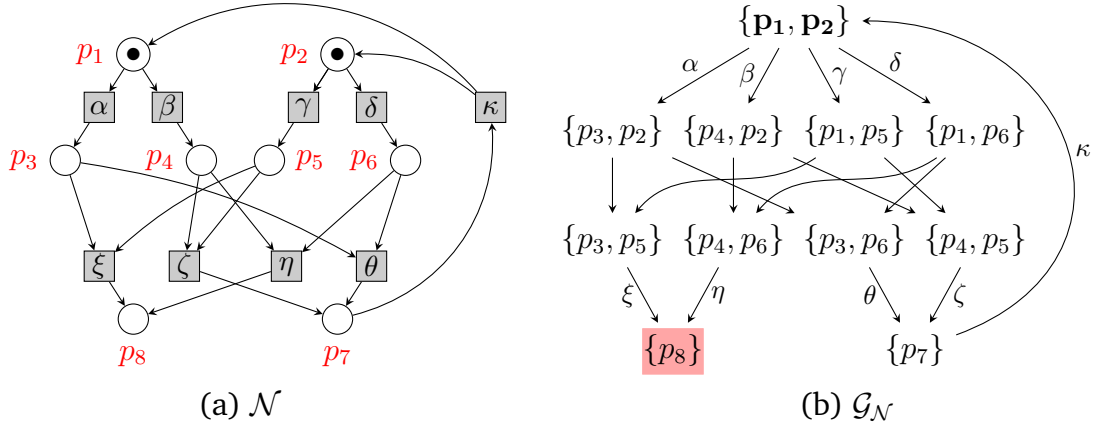 p₁ p₂
α β γ δ κ
p₃ p₄ p₅ p₆
ξ ζ η θ
p₈ p₇
(a) 𝒩
{p₁, p₂}
α β γ δ
{p₃, p₂} {p₄, p₂} {p₁, p₅} {p₁, p₆}
κ
{p₃, p₅} {p₄, p₆} {p₃, p₆} {p₄, p₅}
ξ η θ ζ
{p₈} {p₇}
(b) 𝒢_𝒩